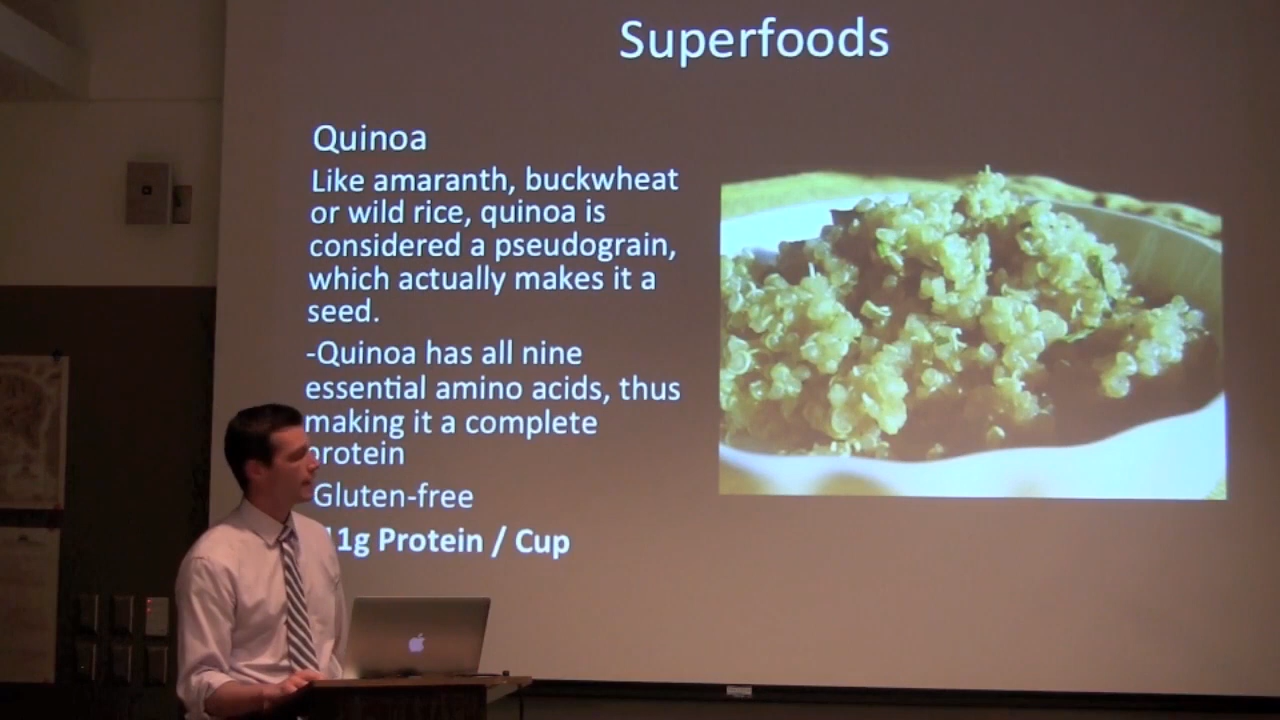 Superfoods
Quinoa
Like amaranth, buckwheat
or wild rice, quinoa is
considered a pseudograin,
which actually makes it a
seed.
-Quinoa has all nine
essential amino acids, thus
making it a complete
protein
Gluten-free
11g Protein / Cup